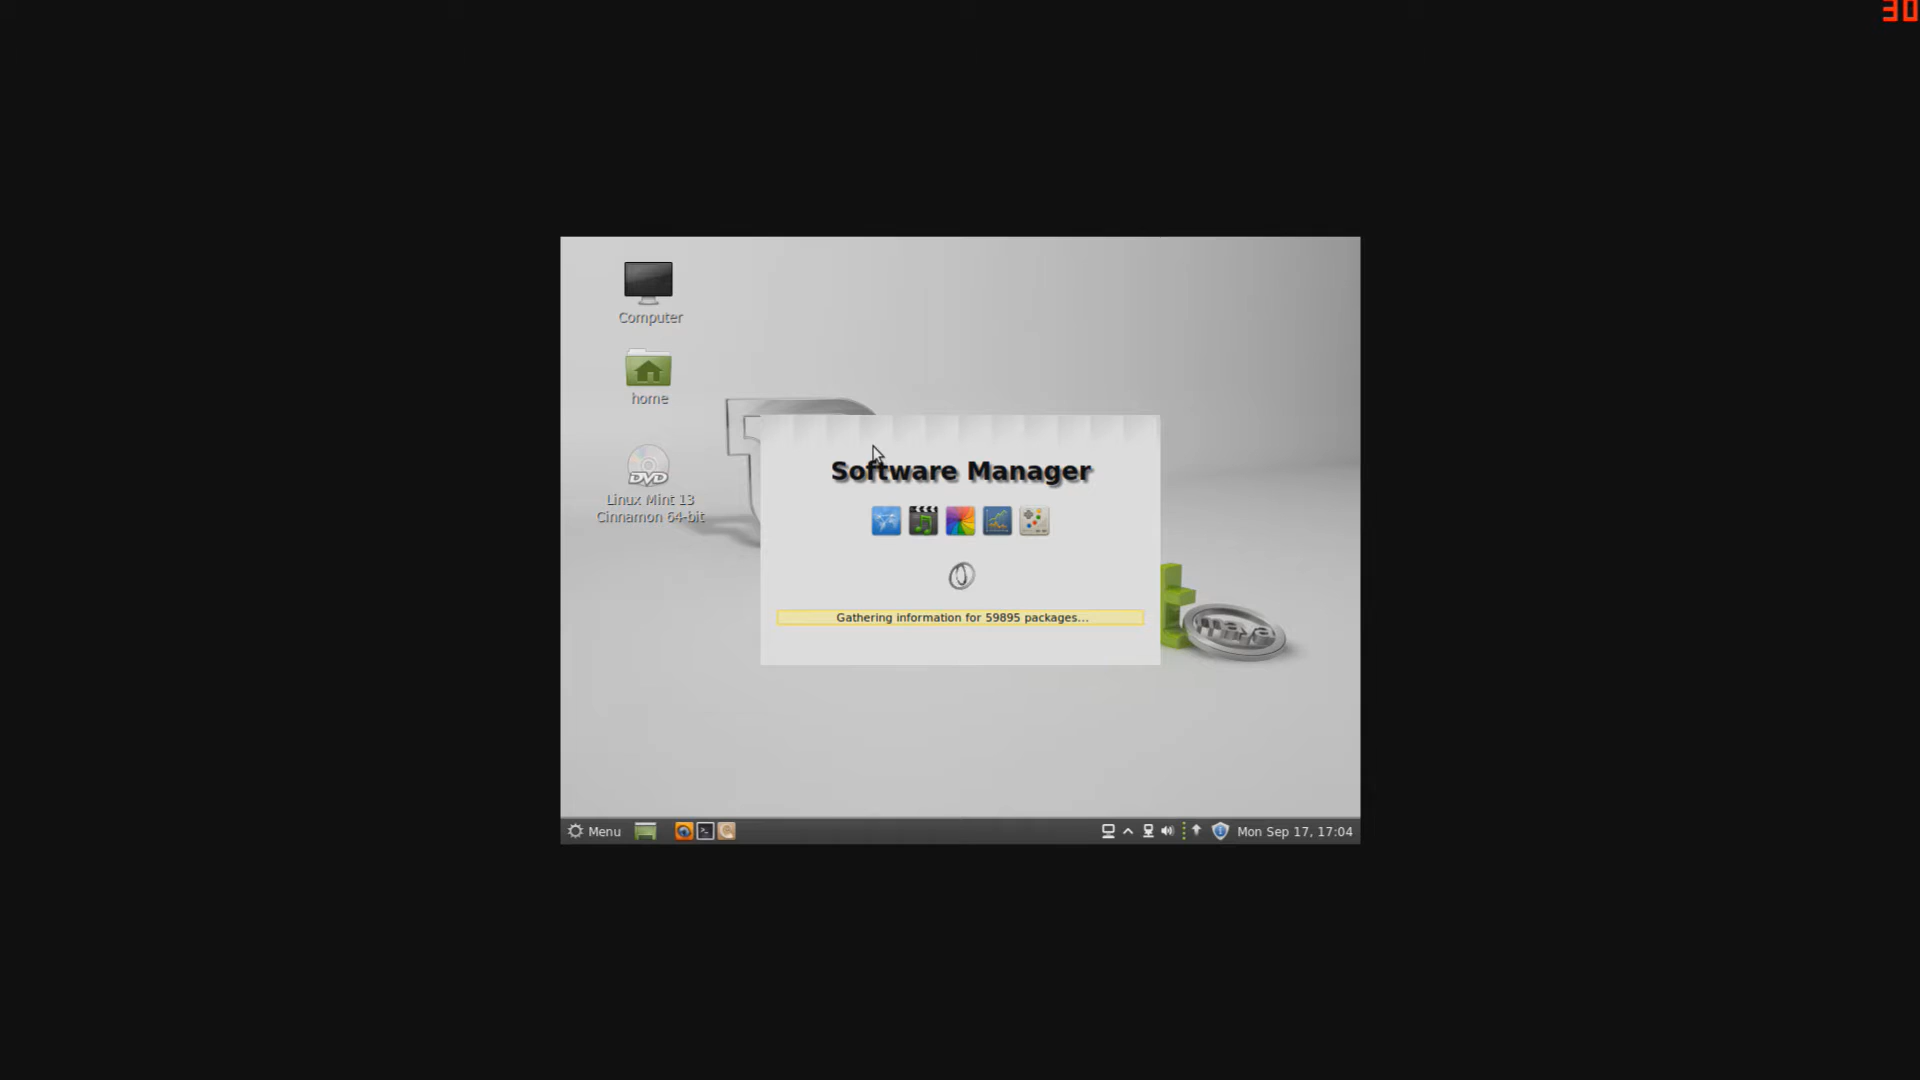 30
Computer
home
DVD
Linux Mint 13
Cinnamon 64-bit
Software Manager
Gathering information for 59895 packages...
maya
Menu
Mon Sep 17, 17:04